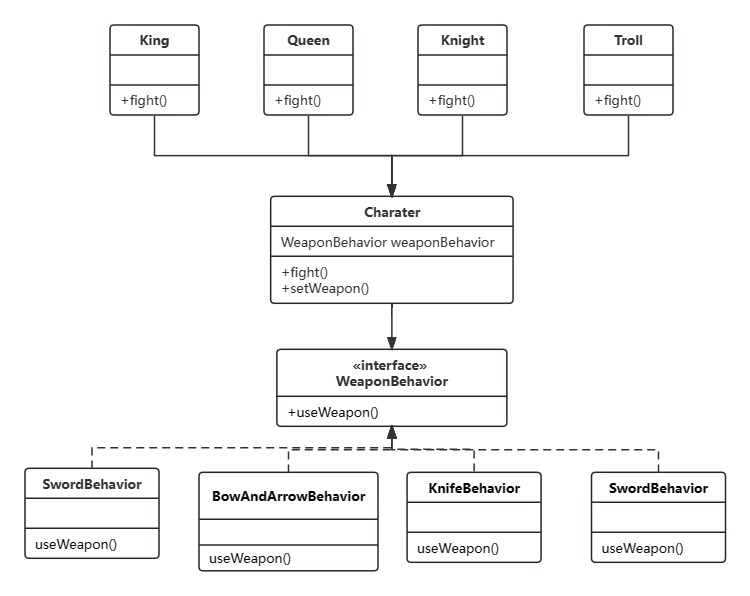 King
+fight()
Queen
+fight()
Knight
+fight()
Troll
+fight()
Charater
WeaponBehavior weaponBehavior
+fight()
+setWeapon()
«interface»
WeaponBehavior
+useWeapon()
SwordBehavior
useWeapon()
BowAndArrowBehavior
useWeapon()
KnifeBehavior
useWeapon()
SwordBehavior
useWeapon()